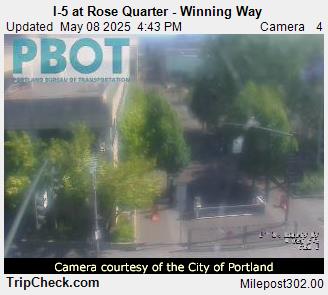 I-5 at Rose Quarter - Winning Way
Updated May 08 2025 4:43 PM Camera 4
PBOT
PORTLAND BUREAU OF TRANSPORTATION
Camera courtesy of the City of Portland
TripCheck.com Milepost302.00